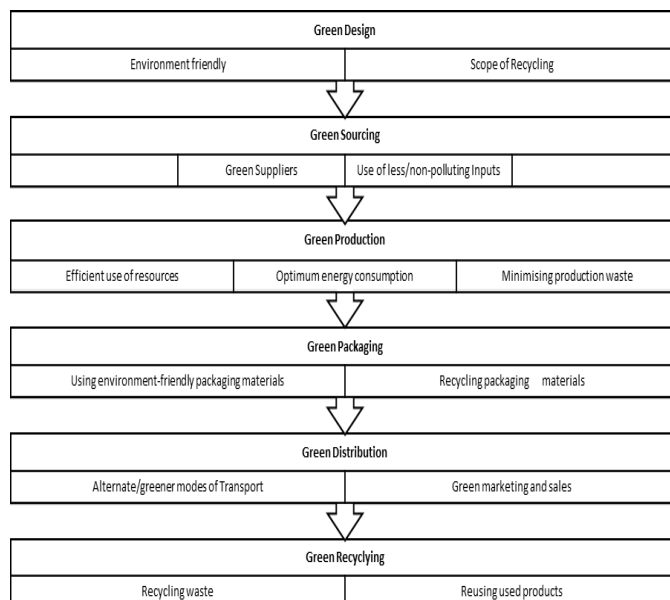 Green Design
Environment friendly
Scope of Recycling
Green Sourcing
Green Suppliers
Use of less/non-polluting Inputs
Green Production
Efficient use of resources
Optimum energy consumption
Minimising production waste
Green Packaging
Using environment-friendly packaging materials
Recycling packaging materials
Green Distribution
Alternate/greener modes of Transport
Green marketing and sales
Green Recyclying
Recycling waste
Reusing used products